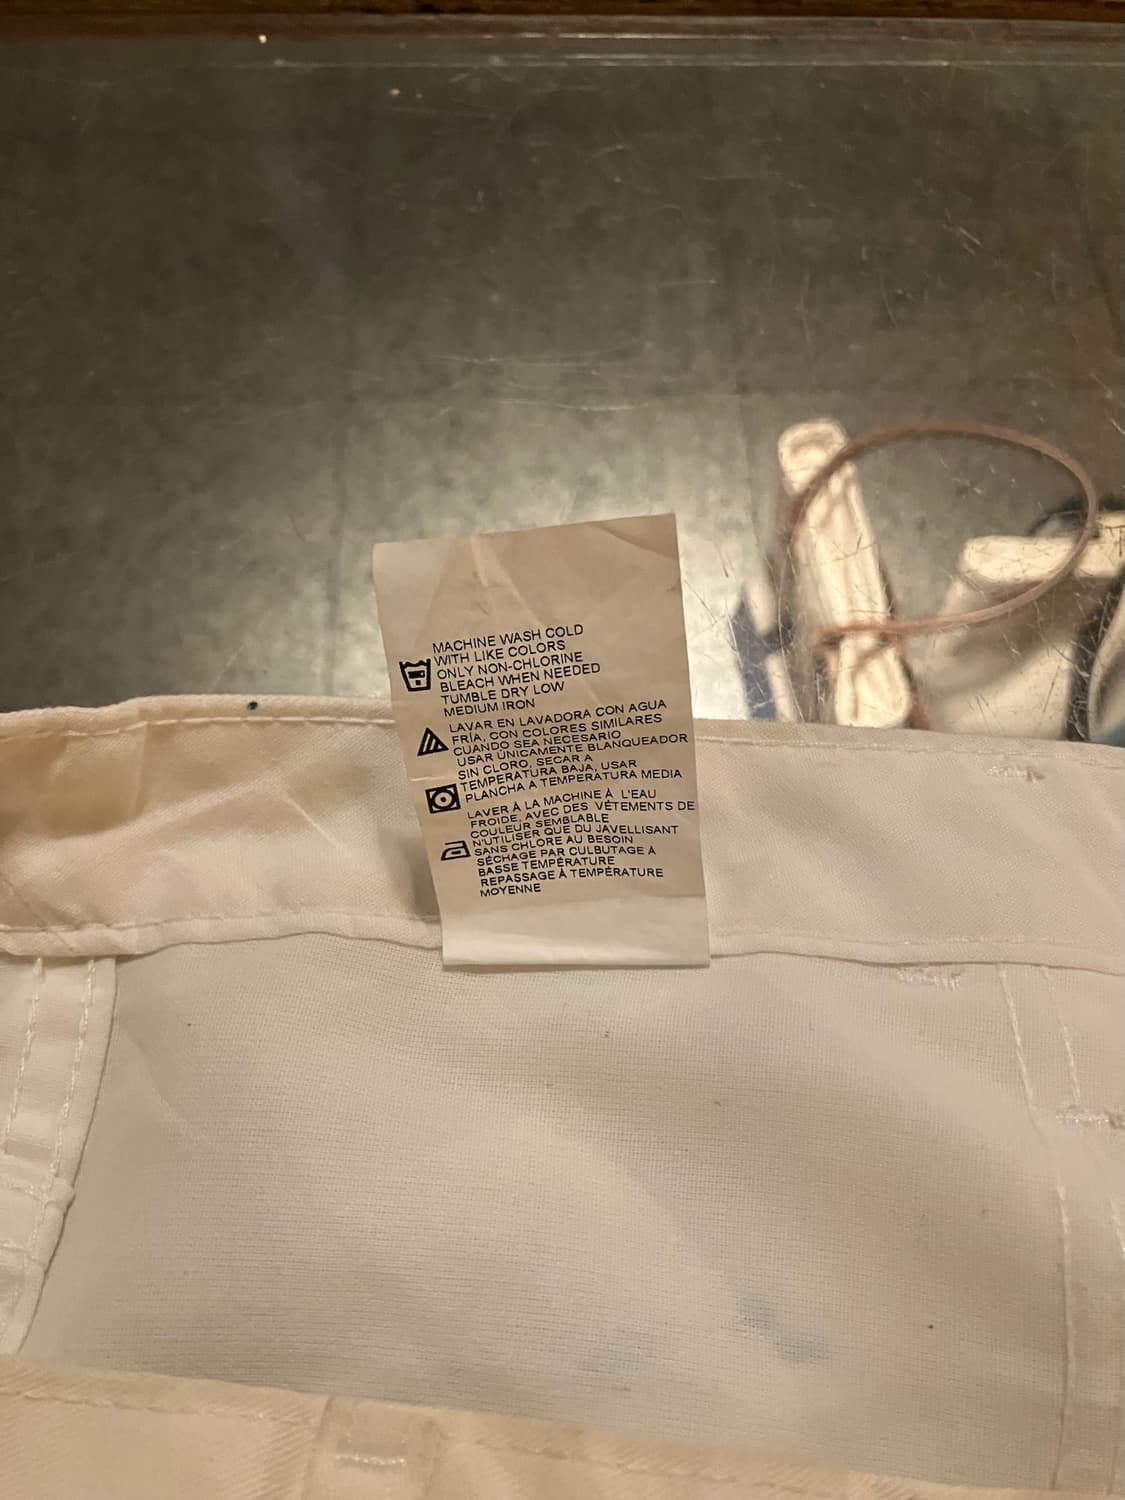 MACHINE WASH COLD
WITH LIKE COLORS
ONLY NON-CHLORINE
BLEACH WHEN NEEDED
TUMBLE DRY LOW
MEDIUM IRON
LAVAR EN LAVADORA CON AGUA
FRÍA, CON COLORES SIMILARES
CUANDO SEA NECESARIO
USAR ÚNICAMENTE BLANQUEADOR
SIN CLORO, SECAR A
TEMPERATURA BAJA, USAR
PLANCHA A TEMPERATURA MEDIA
LAVER À LA MACHINE À L'EAU
FROIDE, AVEC DES VÊTEMENTS DE
COULEUR SEMBLABLE
N'UTILISER QUE DU JAVELLISANT
SANS CHLORE AU BESOIN
SÉCHAGE PAR CULBUTAGE À
BASSE TEMPÉRATURE
REPASSAGE À TEMPÉRATURE
MOYENNE